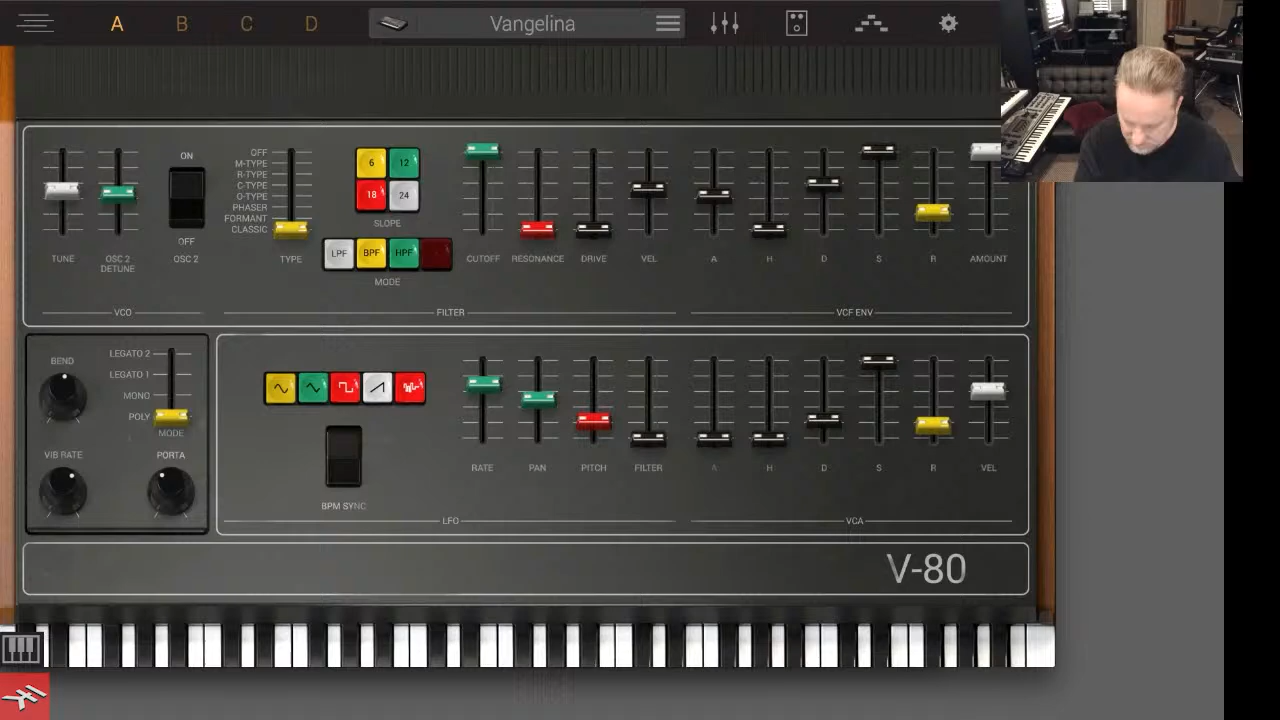 A B C D Vangelina
ON
OFF
M-TYPE
R-TYPE
C-TYPE
O-TYPE
PHASER
FORMANT
CLASSIC
6 12
18 24
SLOPE
LPF BPF HPF
MODE
OFF
OSC 2
TUNE
OSC 2
DETUNE
TYPE
CUTOFF RESONANCE DRIVE VEL A H D S R AMOUNT
VCO FILTER VCF ENV
BEND
LEGATO 2
LEGATO 1
MONO
POLY
MODE
VIB RATE PORTA
BPM SYNC
RATE PAN PITCH FILTER A H D S R VEL
LFO VCA
V-80